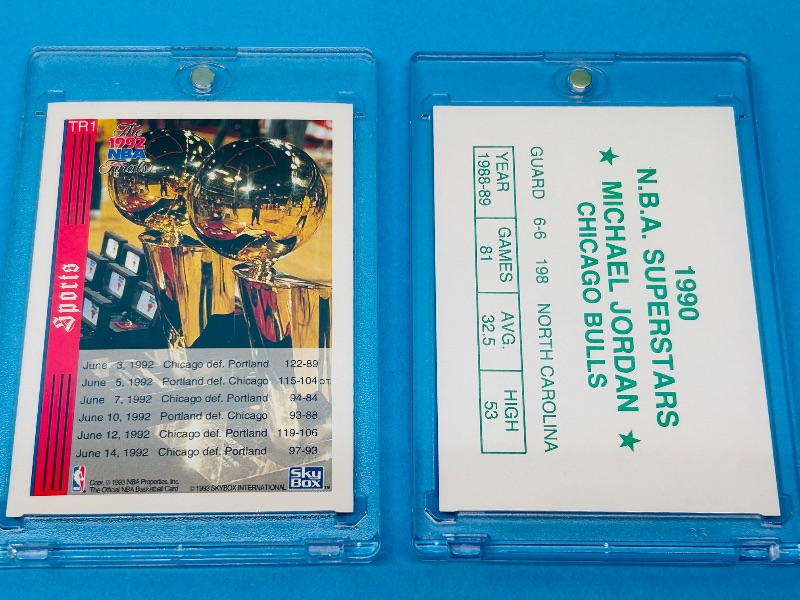 TR1
The
1992
NBA
Finals
Sports
June 3, 1992 Chicago def. Portland 122-89
June 5, 1992 Portland def. Chicago 115-104 OT
June 7, 1992 Chicago def. Portland 94-84
June 10, 1992 Portland def. Chicago 93-88
June 12, 1992 Chicago def. Portland 119-106
June 14, 1992 Chicago def. Portland 97-93
NBA
Copr. © 1993 NBA Properties, Inc.
The Official NBA Basketball Card © 1993 SKYBOX INTERNATIONAL
Sky
BOX TM
1990
N.B.A. SUPERSTARS
★ MICHAEL JORDAN ★
CHICAGO BULLS
GUARD 6-6 198 NORTH CAROLINA
YEAR GAMES AVG. HIGH
1988-89 81 32.5 53